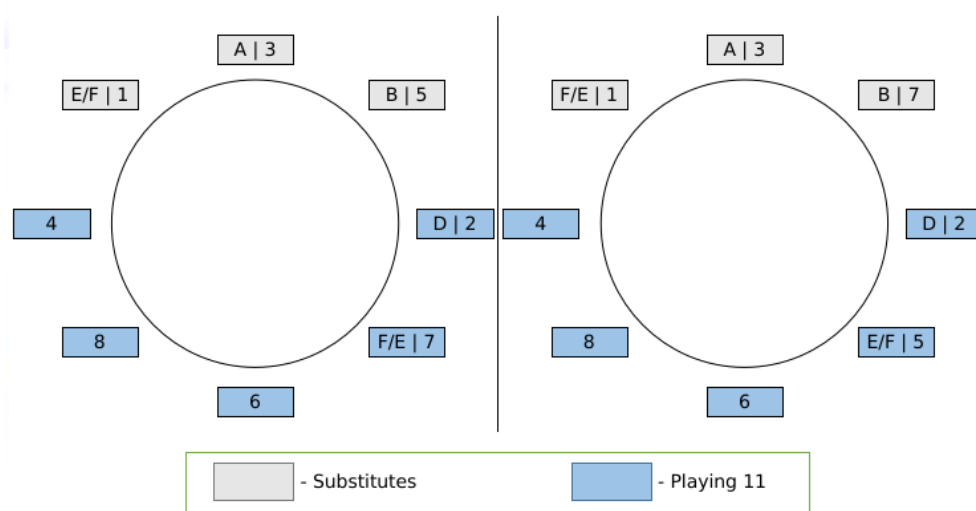 A | 3
A | 3
E/F | 1
B | 5
F/E | 1
B | 7
4
D | 2
4
D | 2
8
F/E | 7
8
E/F | 5
6
6
- Substitutes
- Playing 11